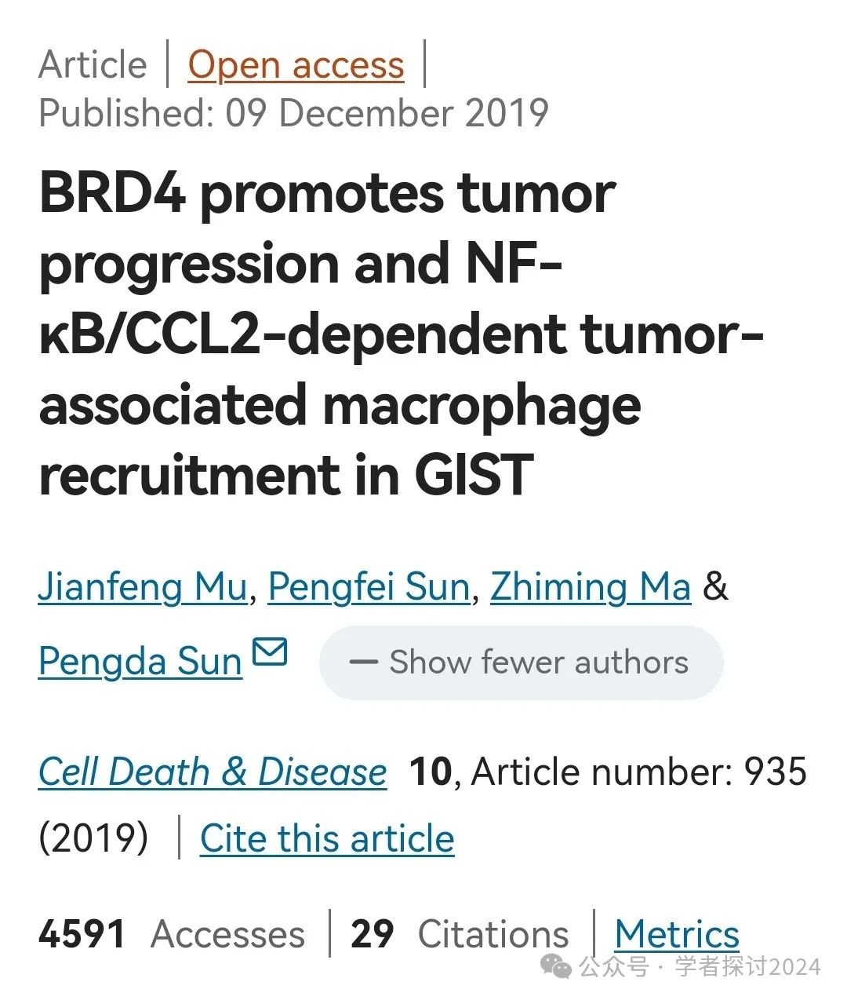 Article | Open access |
Published: 09 December 2019
BRD4 promotes tumor
progression and NF-
κB/CCL2-dependent tumor-
associated macrophage
recruitment in GIST
Jianfeng Mu, Pengfei Sun, Zhiming Ma &
Pengda Sun — Show fewer authors
Cell Death & Disease 10, Article number: 935
(2019) | Cite this article
4591 Accesses | 29 Citations | Metrics
公众号 · 学者探讨2024